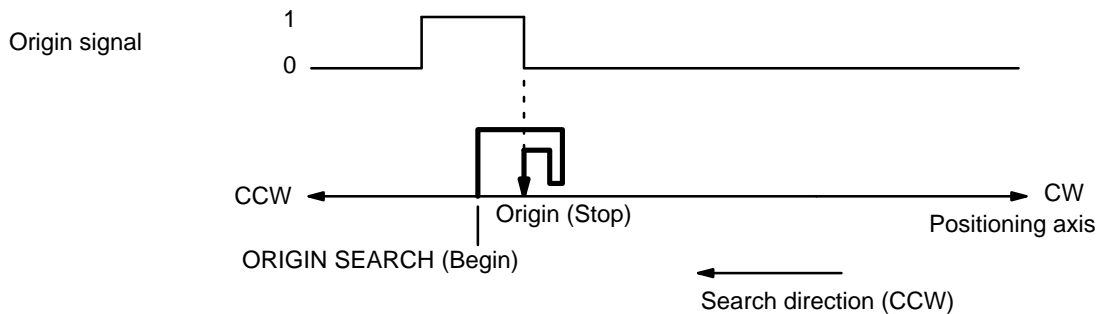 1
Origin signal
0
CCW
CW
Origin (Stop)
Positioning axis
ORIGIN SEARCH (Begin)
Search direction (CCW)